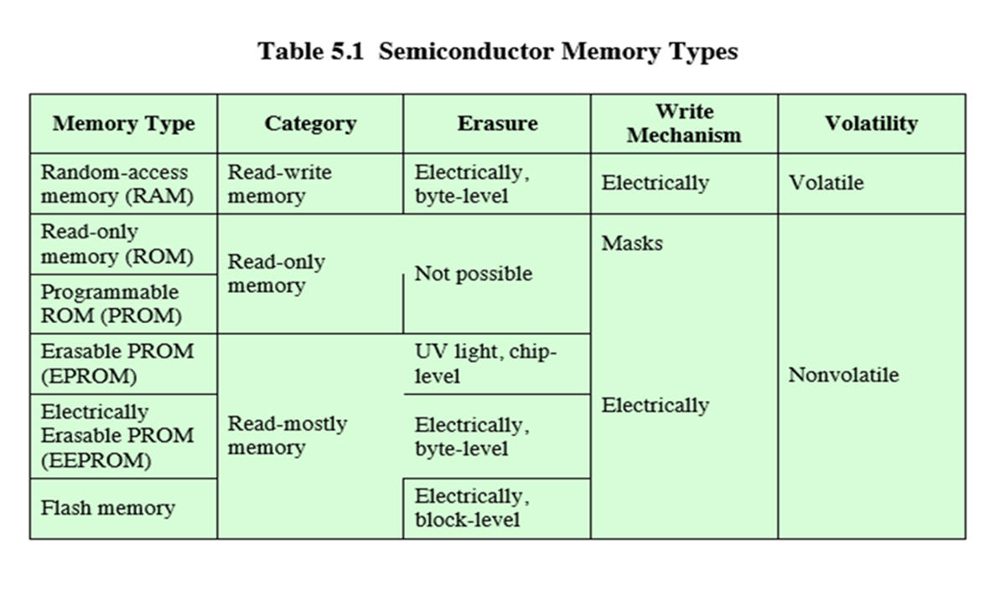 Table 5.1 Semiconductor Memory Types
Memory Type
Category
Erasure
Write
Mechanism
Volatility
Random-access
memory (RAM)
Read-write
memory
Electrically,
byte-level
Electrically
Volatile
Read-only
memory (ROM)
Read-only
memory
Not possible
Masks
Nonvolatile
Programmable
ROM (PROM)
Electrically
Erasable PROM
(EPROM)
Read-mostly
memory
UV light, chip-
level
Electrically
Erasable PROM
(EEPROM)
Electrically,
byte-level
Flash memory
Electrically,
block-level